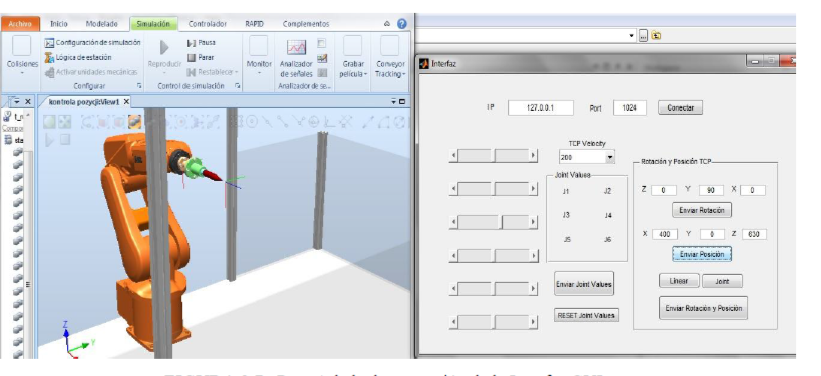 Archivo Inicio Modelado Simulación Controlador RAPID Complementos
Colisiones
Configuración de simulación
Lógica de estación
Activar unidades mecánicas
Configurar
Reproducir
Pausa
Parar
Restablecer
Control de simulación
Monitor
Analizador de señales
Analizador de se...
Grabar película
Conveyor Tracking
kontrola pozycji:View1 X
Z
Interfaz
IP 127.0.0.1 Port 1024 Conectar
TCP Velocity
200
Joint Values
J1 J2
J3 J4
J5 J6
Enviar Joint Values
RESET Joint Values
Rotación y Posición TCP
Z 0 Y 90 X 0
Enviar Rotación
X 400 Y 0 Z 630
Enviar Posición
Linear Joint
Enviar Rotación y Posición